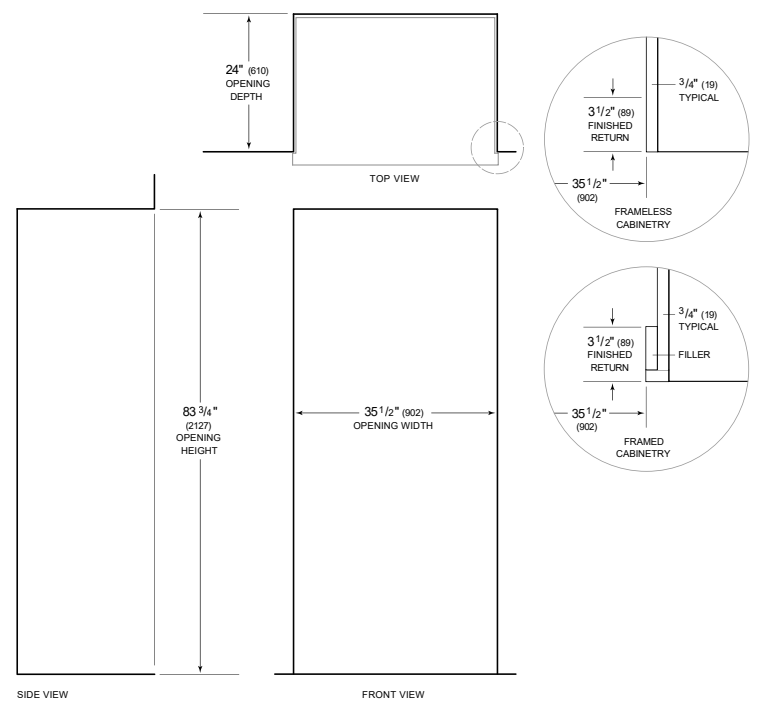 24" (610)
OPENING
DEPTH
TOP VIEW
3/4" (19)
TYPICAL
3 1/2" (89)
FINISHED
RETURN
35 1/2"
(902)
FRAMELESS
CABINETRY
3/4" (19)
TYPICAL
3 1/2" (89)
FINISHED
RETURN
FILLER
35 1/2"
(902)
FRAMED
CABINETRY
83 3/4"
(2127)
OPENING
HEIGHT
35 1/2" (902)
OPENING WIDTH
SIDE VIEW
FRONT VIEW